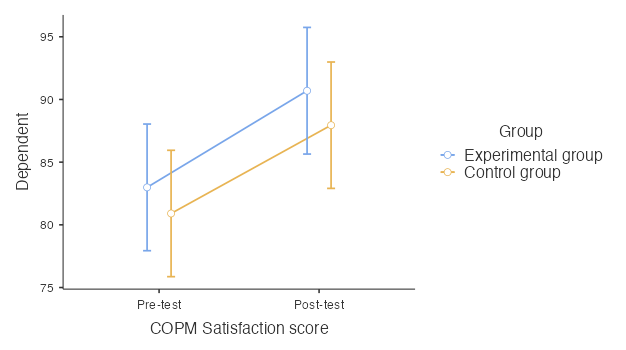 95
90
85
80
75
Dependent
Pre-test
Post-test
COPM Satisfaction score
Group
Experimental group
Control group